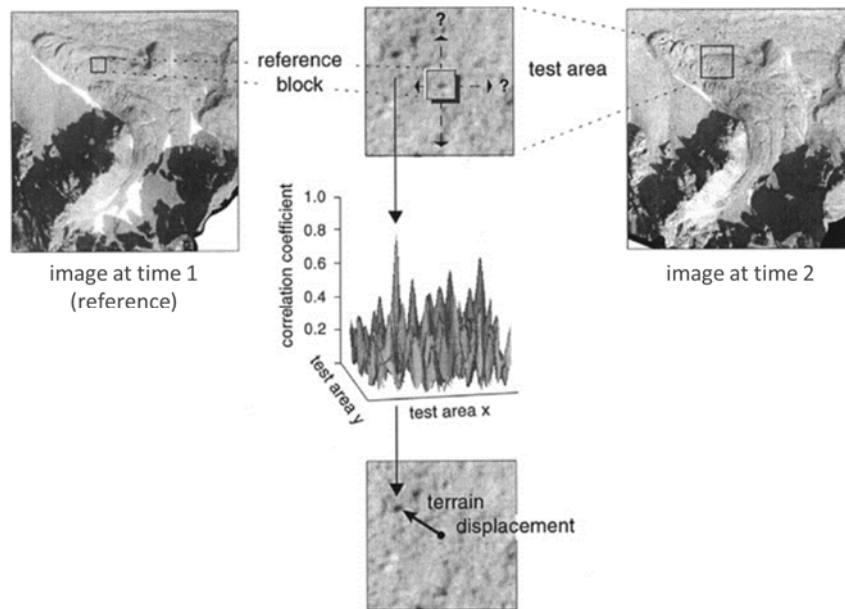 ?
reference
block
?
test area
image at time 1
(reference)
image at time 2
correlation coefficient
1.0
0.8
0.6
0.4
0.2
test area y
test area x
terrain
displacement